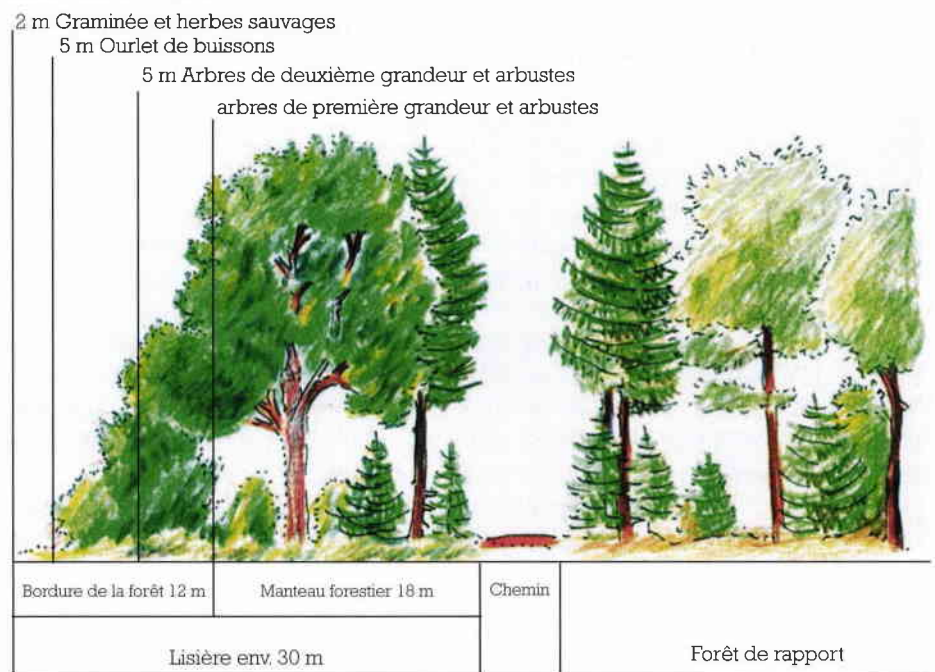 2 m Graminée et herbes sauvages
5 m Ourlet de buissons
5 m Arbres de deuxième grandeur et arbustes
arbres de première grandeur et arbustes
Bordure de la forêt 12 m
Manteau forestier 18 m
Chemin
Lisière env. 30 m
Forêt de rapport